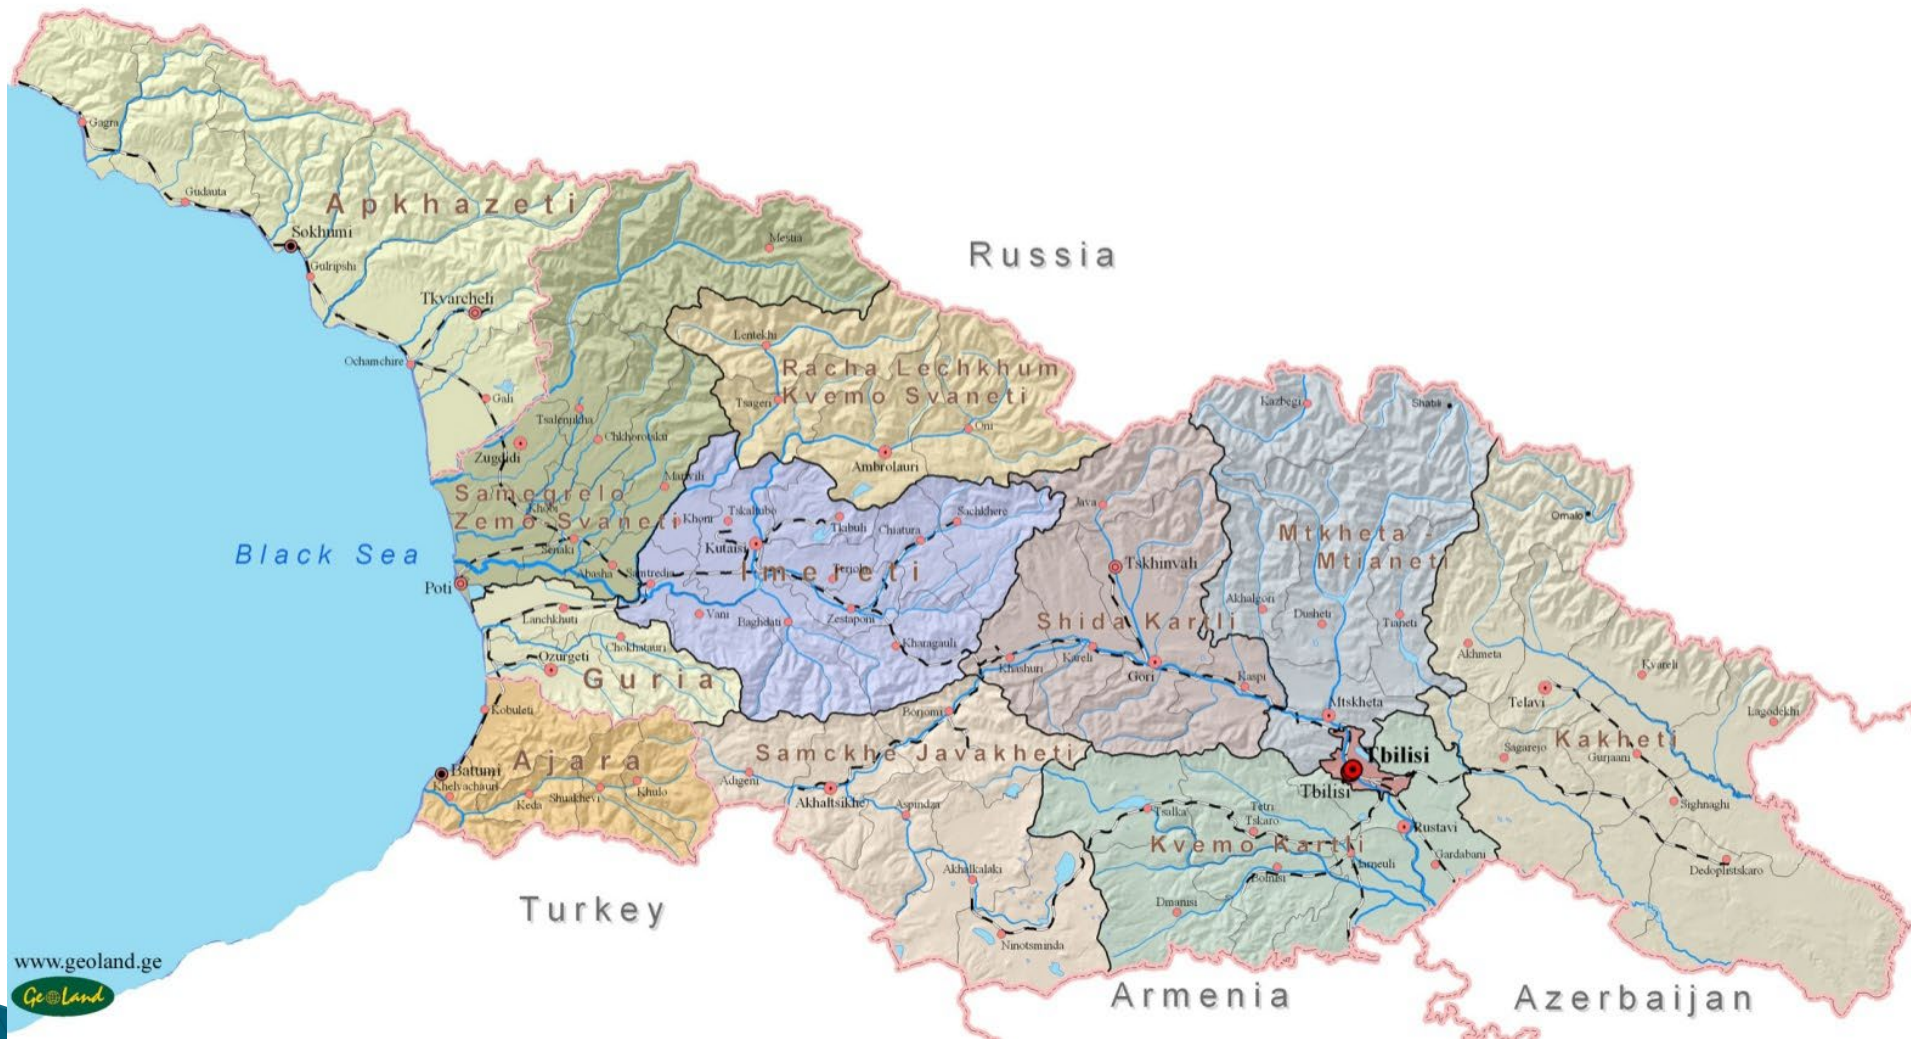 Gagra
Gudauta
Apkhazeti
Sokhumi
Gulripshi
Mestia
Russia
Tkvarcheli
Lentekhi
Ochamchire
Racha Lechkhum
Kvemo Svaneti
Gali
Tsageri
Kazbegi
Shatili
Tsalenjikha
Chkhorotsku
Oni
Zugdidi
Ambrolauri
Martvili
Samegrelo
Zemo Svaneti
Khobi
Khoni
Tskaltubo
Tkibuli
Chiatura
Sachkhere
Java
Omalo
Mtkheta -
Mtianeti
Black Sea
Senaki
Kutaisi
Imereti
Terjola
Tskhinvali
Abasha
Samtredia
Poti
Lanchkhuti
Vani
Baghdati
Zestaponi
Akhalgori
Dusheti
Tianeti
Shida Kartli
Chokhatauri
Kharagauli
Ozurgeti
Guria
Khashuri
Kareli
Gori
Kaspi
Akhmeta
Kvareli
Telavi
Kobuleti
Borjomi
Mtskheta
Lagodekhi
Ajara
Samckhe Javakheti
Tbilisi
Kakheti
Sagarejo
Gurjaani
Batumi
Khelvachauri
Keda
Shuakhevi
Khulo
Adigeni
Akhaltsikhe
Aspindza
Tbilisi
Tsalka
Tetri
Tskaro
Sighnaghi
Rustavi
Kvemo Kartli
Marneuli
Gardabani
Akhalkalaki
Bolnisi
Dedoplistskaro
Turkey
Dmanisi
Ninotsminda
www.geoland.ge
GeoLand
Armenia
Azerbaijan